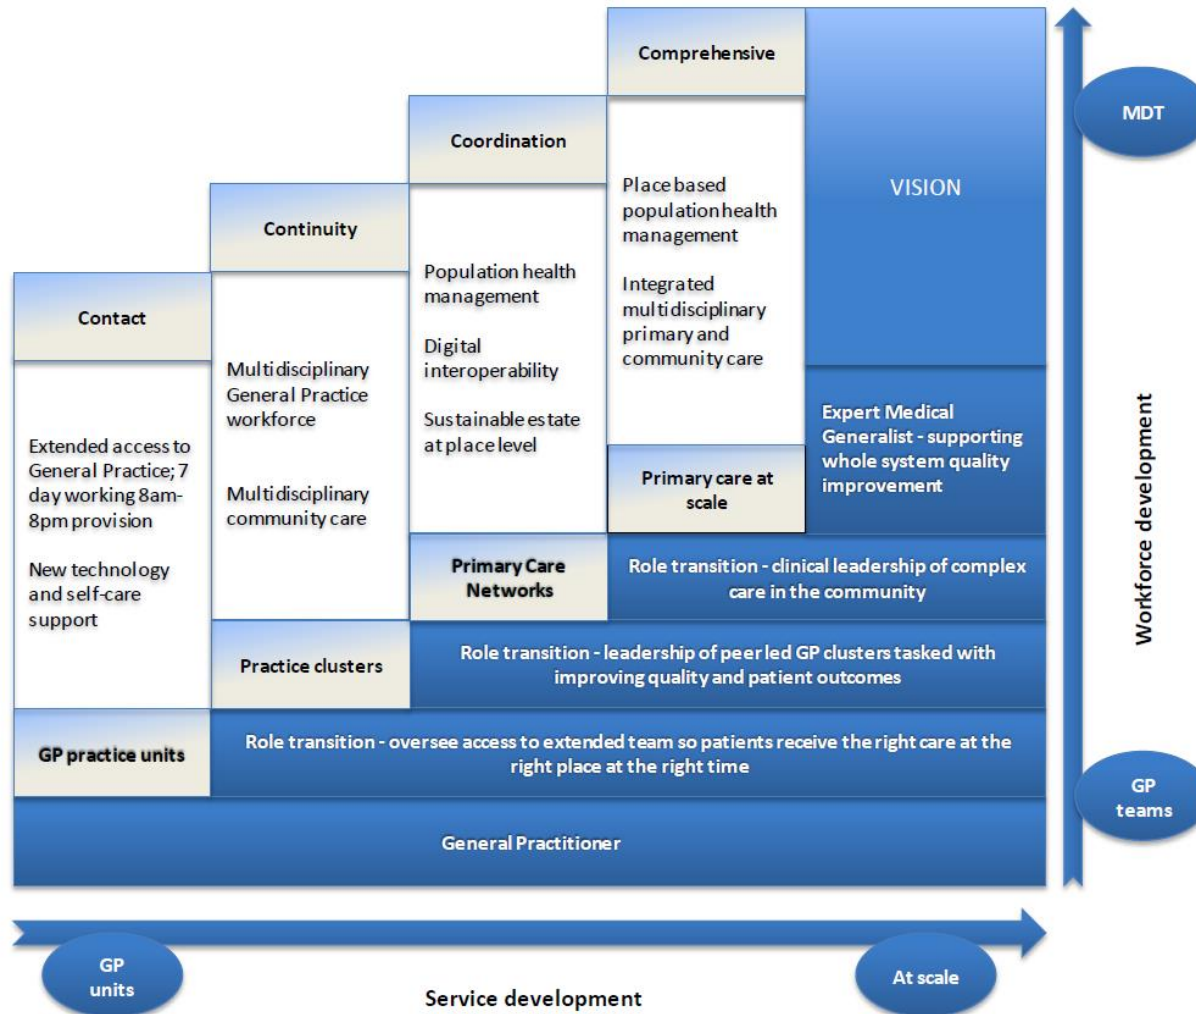 Comprehensive
Coordination
Continuity
Contact
VISION
MDT
Extended access to
General Practice; 7
day working 8am-
8pm provision
New technology
and self-care
support
Multidisciplinary
General Practice
workforce
Multidisciplinary
community care
Population health
management
Digital
interoperability
Sustainable estate
at place level
Place based
population health
management
Integrated
multidisciplinary
primary and
community care
Primary care at
scale
Expert Medical
Generalist - supporting
whole system quality
improvement
Primary Care
Networks
Role transition - clinical leadership of complex
care in the community
Practice clusters
Role transition - leadership of peer led GP clusters tasked with
improving quality and patient outcomes
GP practice units
Role transition - oversee access to extended team so patients receive the right care at the
right place at the right time
General Practitioner
Workforce development
GP
teams
GP
units
At scale
Service development